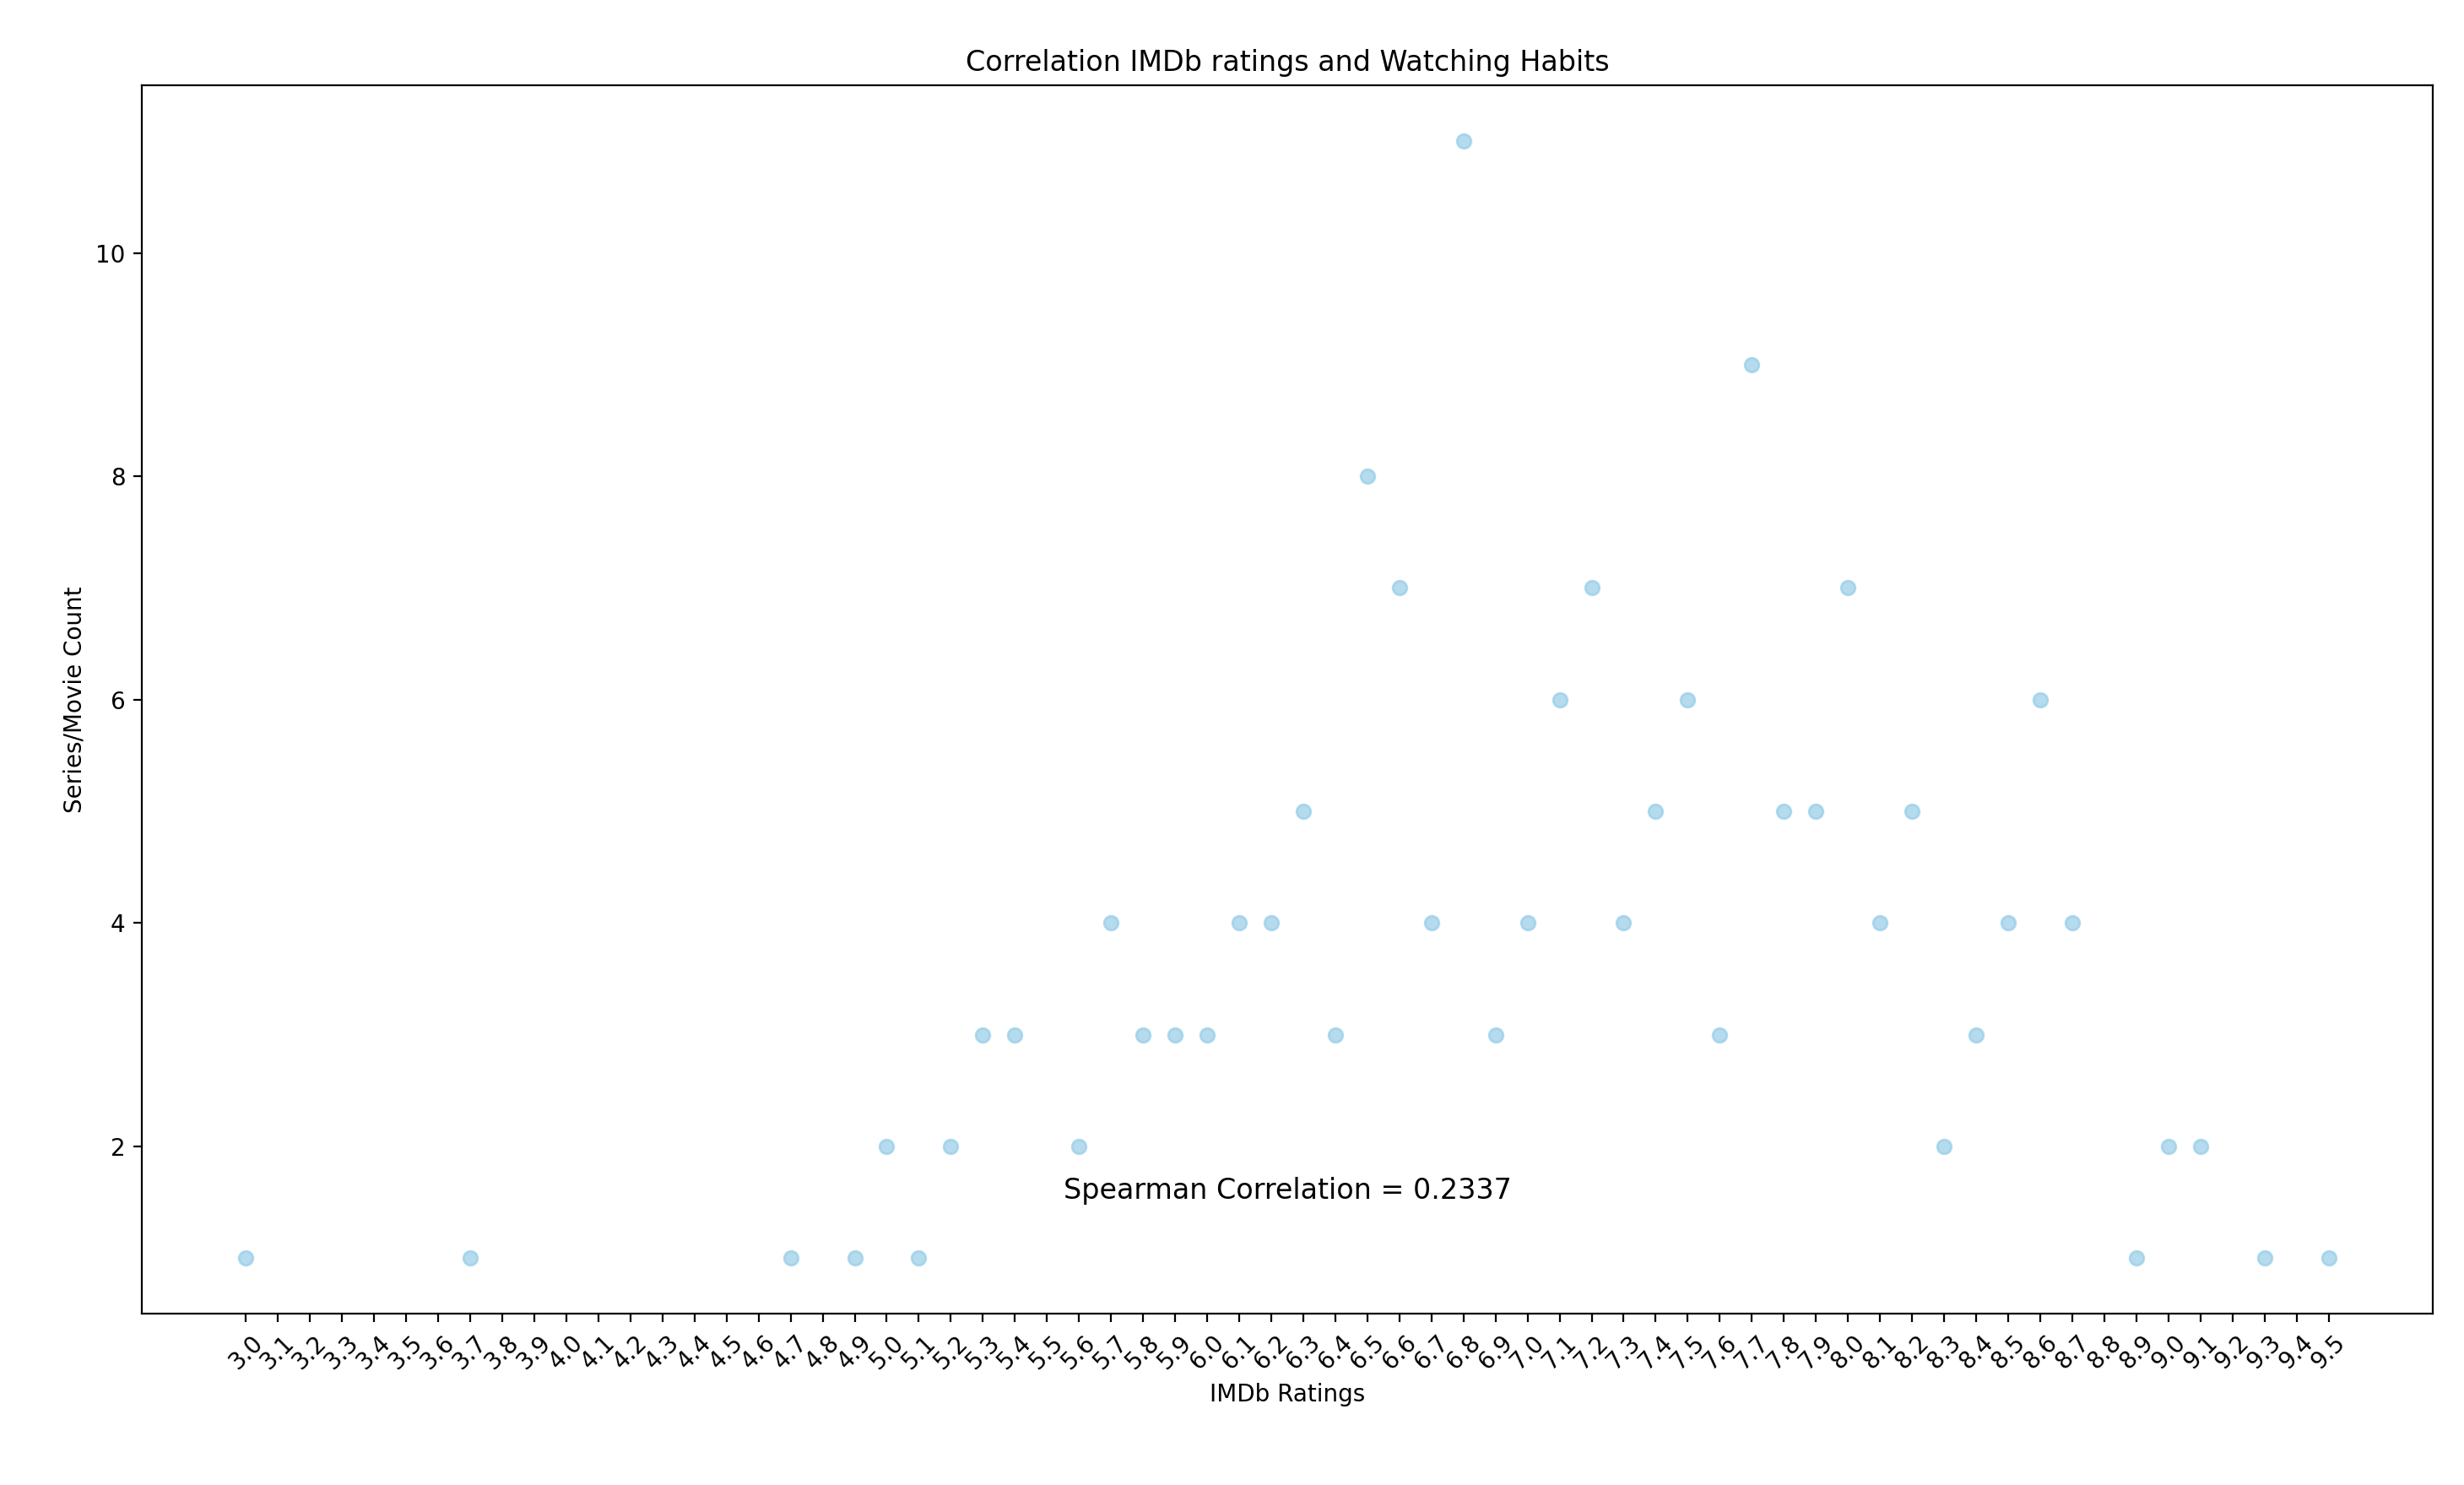 Correlation IMDb ratings and Watching Habits
Series/Movie Count
10
8
6
4
2
Spearman Correlation = 0.2337
3.0 3.1 3.2 3.3 3.4 3.5 3.6 3.7 3.8 3.9 4.0 4.1 4.2 4.3 4.4 4.5 4.6 4.7 4.8 4.9 5.0 5.1 5.2 5.3 5.4 5.5 5.6 5.7 5.8 5.9 6.0 6.1 6.2 6.3 6.4 6.5 6.6 6.7 6.8 6.9 7.0 7.1 7.2 7.3 7.4 7.5 7.6 7.7 7.8 7.9 8.0 8.1 8.2 8.3 8.4 8.5 8.6 8.7 8.8 8.9 9.0 9.1 9.2 9.3 9.4 9.5
IMDb Ratings